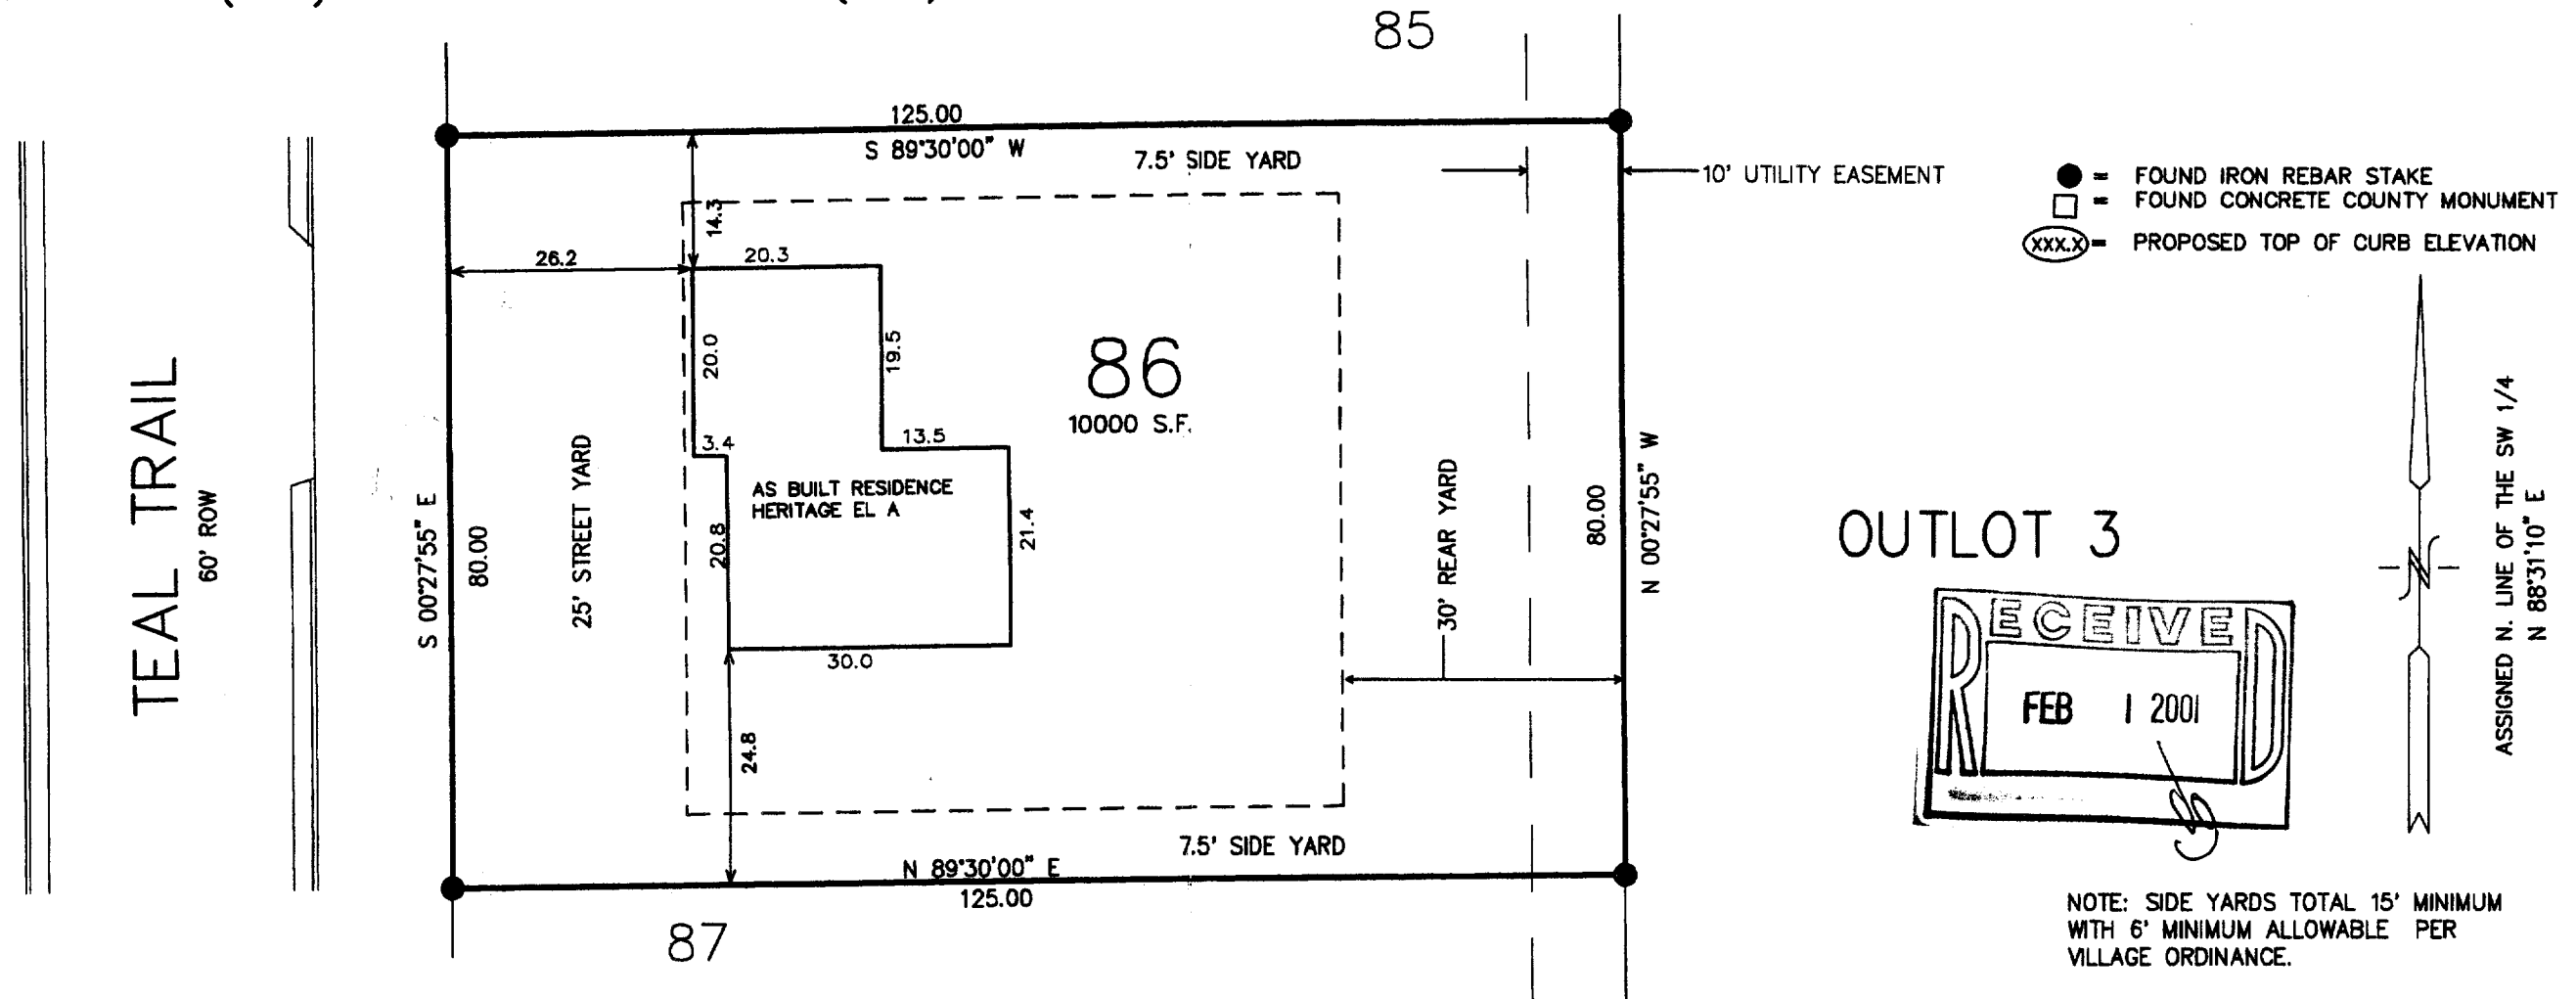 85
125.00
S 89°30'00" W
7.5' SIDE YARD
10' UTILITY EASEMENT
● = FOUND IRON REBAR STAKE
□ = FOUND CONCRETE COUNTY MONUMENT
XXX.X = PROPOSED TOP OF CURB ELEVATION
14.3
26.2
20.3
20.0
19.5
86
10000 S.F.
3.4
13.5
AS BUILT RESIDENCE
HERITAGE EL A
20.8
21.4
30.0
24.8
TEAL TRAIL
60' ROW
S 00°27'55" E
80.00
25' STREET YARD
30' REAR YARD
80.00
N 00°27'55" W
OUTLOT 3
N
ASSIGNED N. LINE OF THE SW 1/4
N 88°31'10" E
RECEIVED
FEB 1 2001
7.5' SIDE YARD
N 89°30'00" E
125.00
87
NOTE: SIDE YARDS TOTAL 15' MINIMUM
WITH 6' MINIMUM ALLOWABLE PER
VILLAGE ORDINANCE.